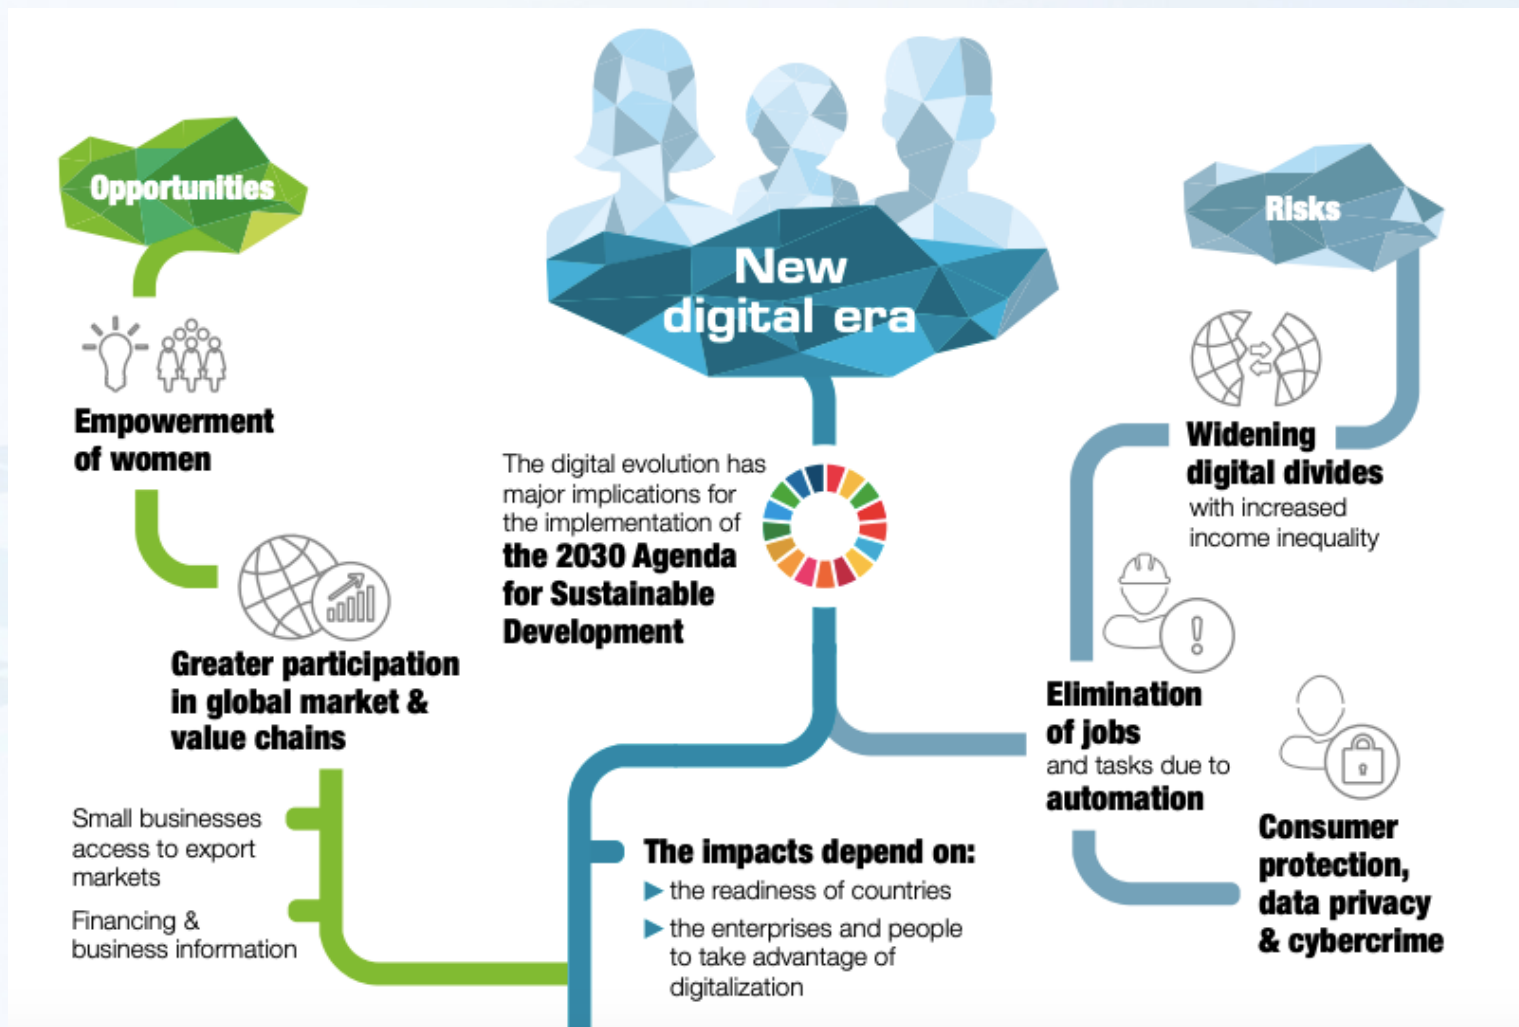 Opportunities
Empowerment
of women
Greater participation
in global market &
value chains
Small businesses
access to export
markets
Financing &
business information
New
digital era
The digital evolution has
major implications for
the implementation of
the 2030 Agenda
for Sustainable
Development
The impacts depend on:
▶ the readiness of countries
▶ the enterprises and people
to take advantage of
digitalization
Risks
Widening
digital divides
with increased
income inequality
Elimination
of jobs
and tasks due to
automation
Consumer
protection,
data privacy
& cybercrime